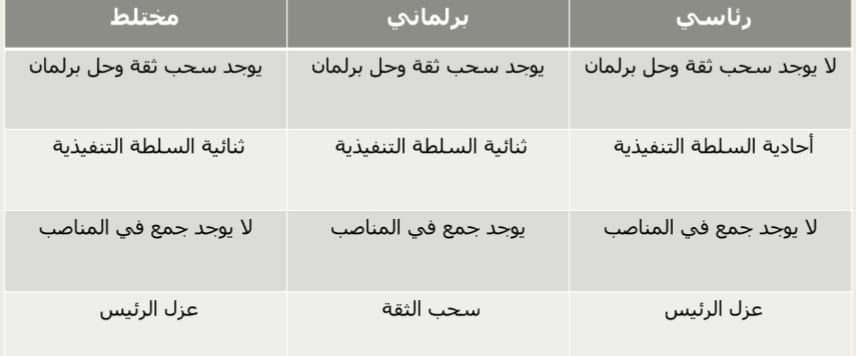 رئاسي برلماني مختلط
لا يوجد سحب ثقة وحل برلمان يوجد سحب ثقة وحل برلمان يوجد سحب ثقة وحل برلمان
أحادية السلطة التنفيذية ثنائية السلطة التنفيذية ثنائية السلطة التنفيذية
لا يوجد جمع في المناصب يوجد جمع في المناصب لا يوجد جمع في المناصب
عزل الرئيس سحب الثقة عزل الرئيس